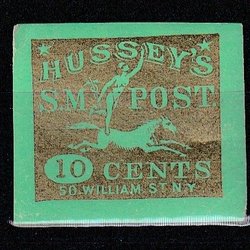 HUSSEY'S
S.M. POST
10 CENTS
50 WILLIAM ST N.Y.